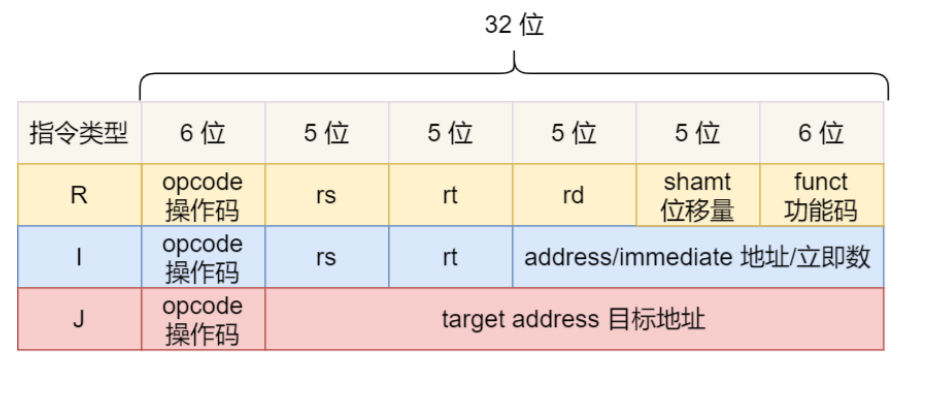 32 位
指令类型 6 位 5 位 5 位 5 位 5 位 6 位
R opcode 操作码 rs rt rd shamt 位移量 funct 功能码
I opcode 操作码 rs rt address/immediate 地址/立即数
J opcode 操作码 target address 目标地址